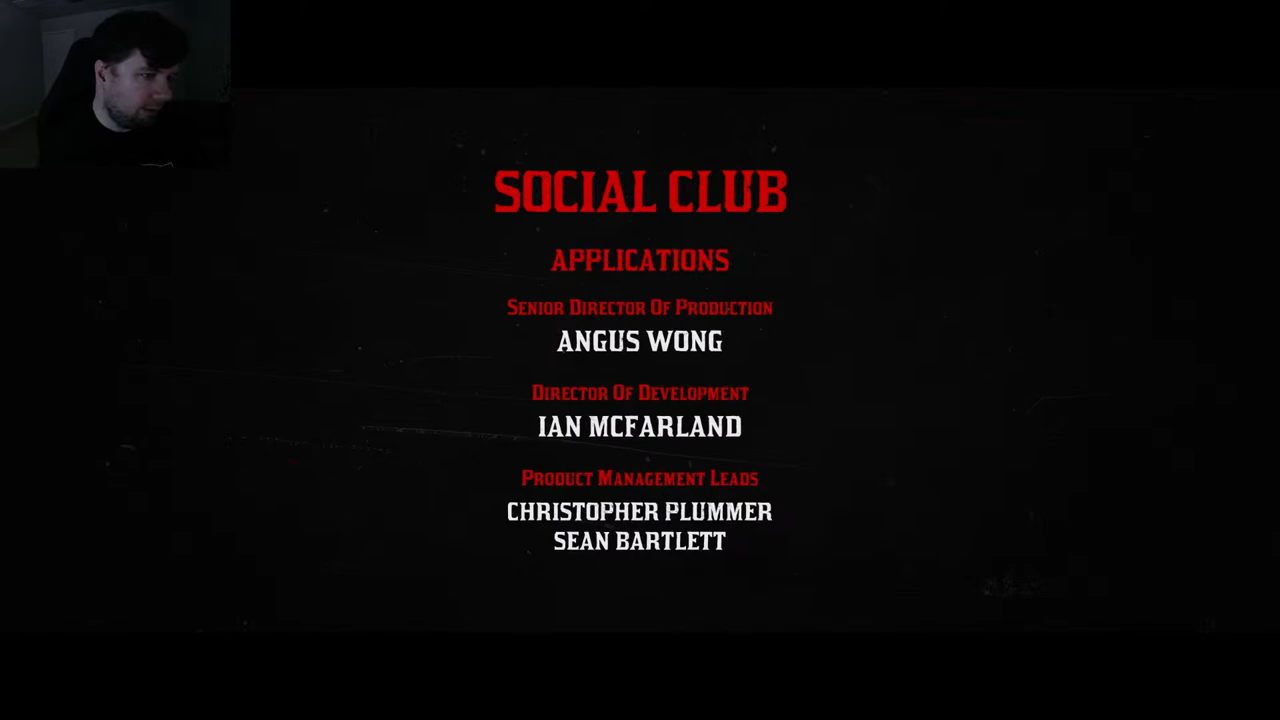 SOCIAL CLUB
APPLICATIONS
SENIOR DIRECTOR OF PRODUCTION
ANGUS WONG
DIRECTOR OF DEVELOPMENT
IAN MCFARLAND
PRODUCT MANAGEMENT LEADS
CHRISTOPHER PLUMMER
SEAN BARTLETT